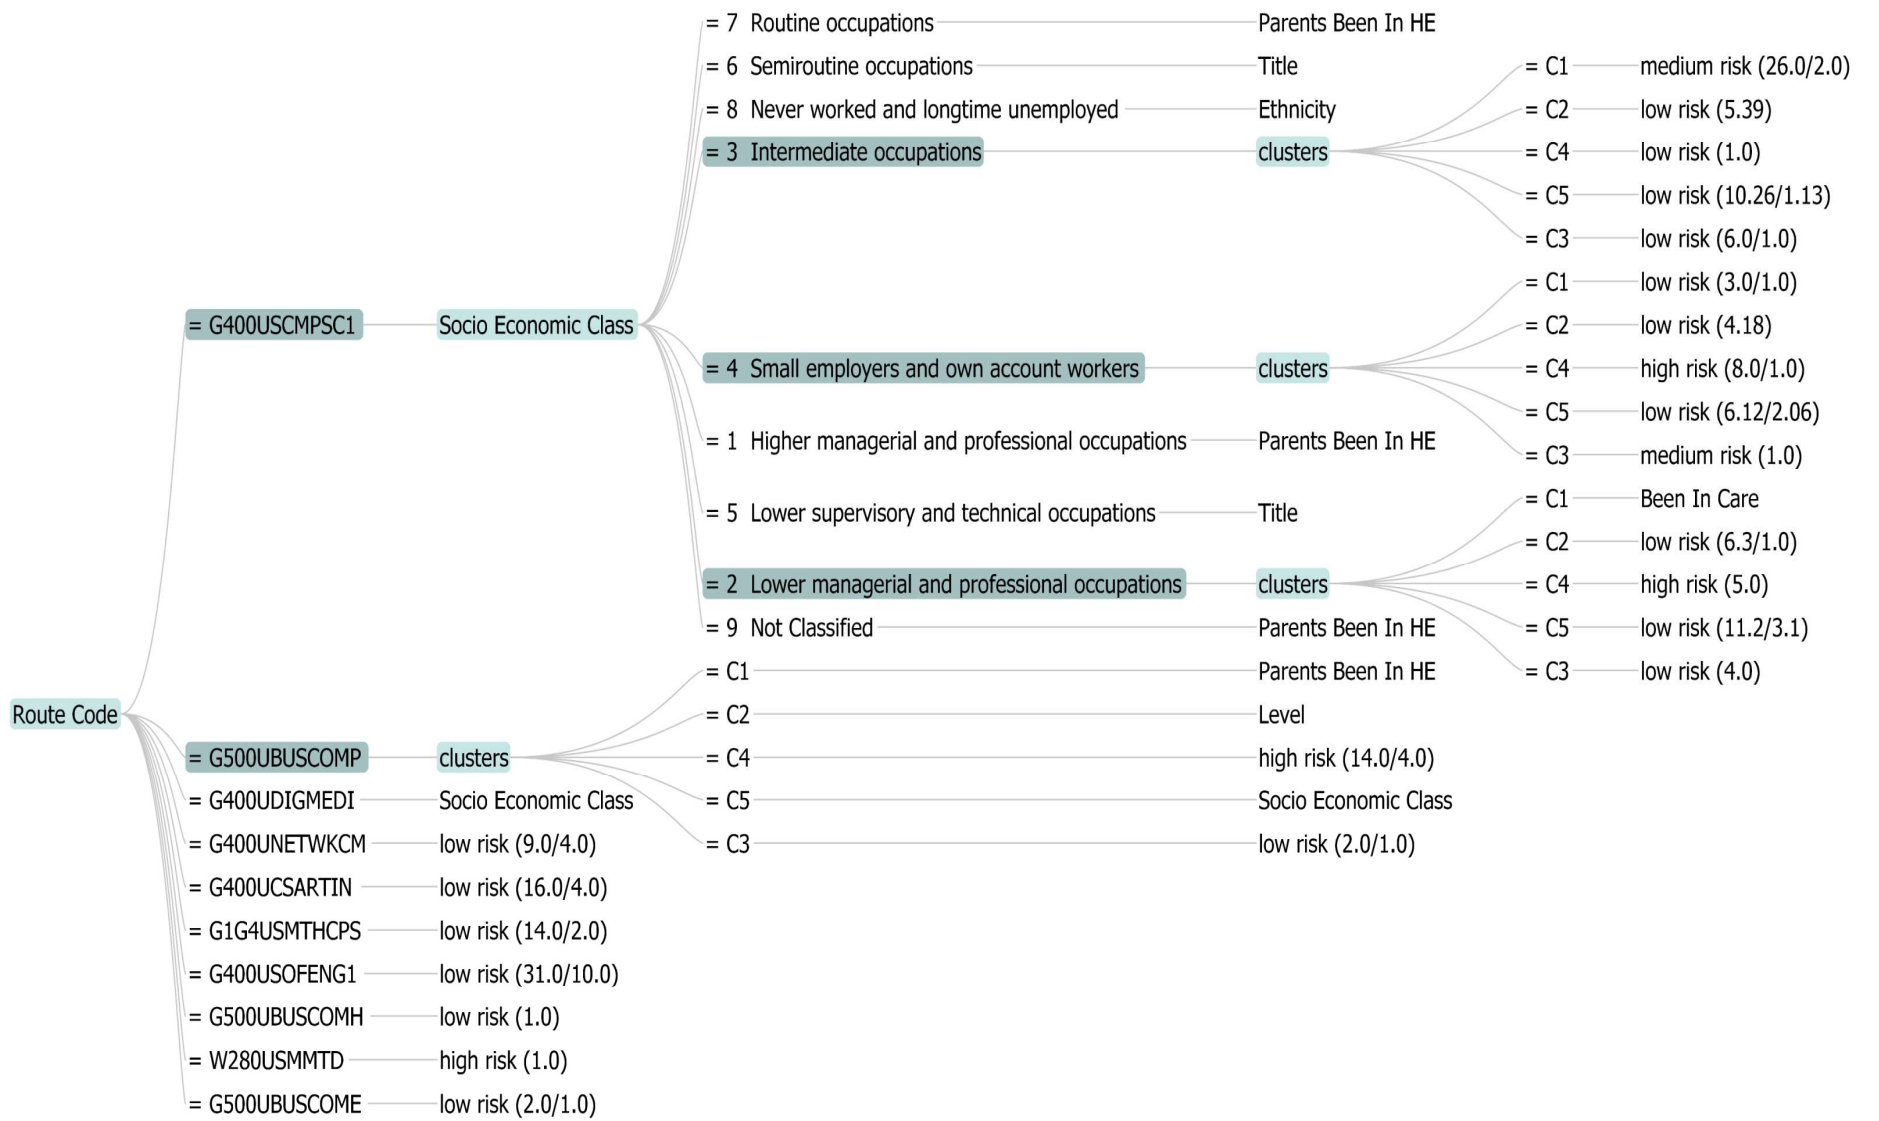 = 7 Routine occupations Parents Been In HE
= 6 Semiroutine occupations Title = C1 medium risk (26.0/2.0)
= 8 Never worked and longtime unemployed Ethnicity = C2 low risk (5.39)
= 3 Intermediate occupations clusters = C4 low risk (1.0)
= C5 low risk (10.26/1.13)
= C3 low risk (6.0/1.0)
= C1 low risk (3.0/1.0)
= G400USCMPSC1 Socio Economic Class = C2 low risk (4.18)
= 4 Small employers and own account workers clusters = C4 high risk (8.0/1.0)
= C5 low risk (6.12/2.06)
= 1 Higher managerial and professional occupations Parents Been In HE
= C3 medium risk (1.0)
= C1 Been In Care
= 5 Lower supervisory and technical occupations Title
= C2 low risk (6.3/1.0)
= 2 Lower managerial and professional occupations clusters = C4 high risk (5.0)
= 9 Not Classified Parents Been In HE = C5 low risk (11.2/3.1)
= C1 Parents Been In HE = C3 low risk (4.0)
Route Code = C2 Level
= G500UBUSCOMP clusters = C4 high risk (14.0/4.0)
= G400UDIGMEDI Socio Economic Class = C5 Socio Economic Class
= G400UNETWKCM low risk (9.0/4.0) = C3 low risk (2.0/1.0)
= G400UCSARTIN low risk (16.0/4.0)
= G1G4USMTHCPS low risk (14.0/2.0)
= G400USOFENG1 low risk (31.0/10.0)
= G500UBUSCOMH low risk (1.0)
= W280USMMTD high risk (1.0)
= G500UBUSCOME low risk (2.0/1.0)